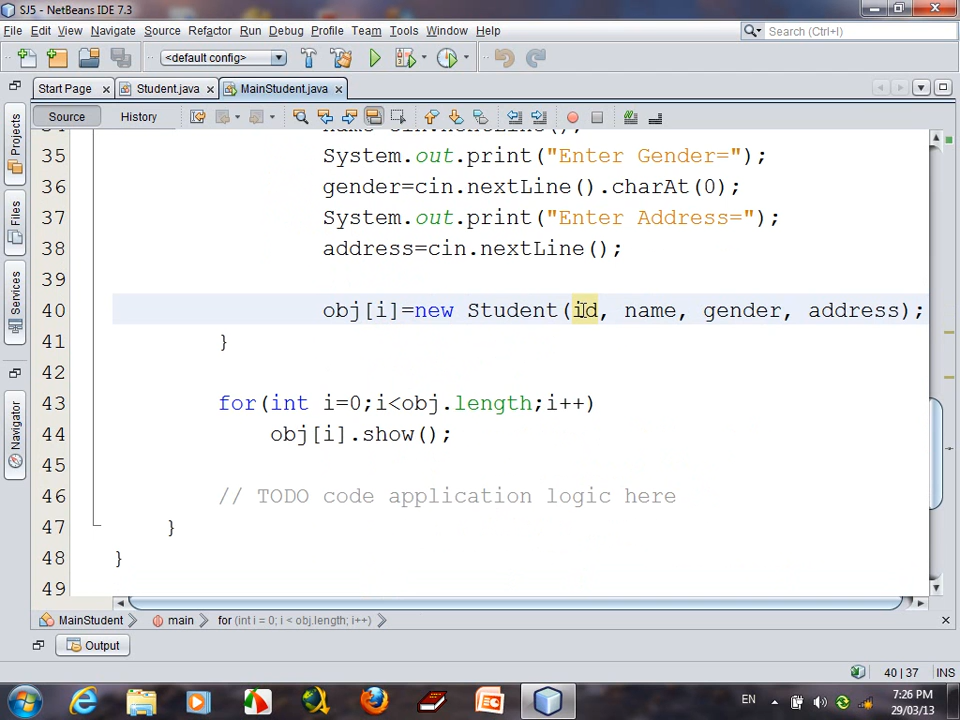 SJ5 - NetBeans IDE 7.3
File Edit View Navigate Source Refactor Run Debug Profile Team Tools Window Help
Search (Ctrl+I)
<default config>
Start Page Student.java MainStudent.java
Source History
Projects
Files
Services
Navigator
name=cin.nextLine();
35 System.out.print("Enter Gender=");
36 gender=cin.nextLine().charAt(0);
37 System.out.print("Enter Address=");
38 address=cin.nextLine();
39
40 obj[i]=new Student(id, name, gender, address);
41 }
42
43 for(int i=0;i<obj.length;i++)
44 obj[i].show();
45
46 // TODO code application logic here
47 }
48 }
49
MainStudent main for (int i = 0; i < obj.length; i++)
Output
40 | 37 INS
EN 7:26 PM
29/03/13